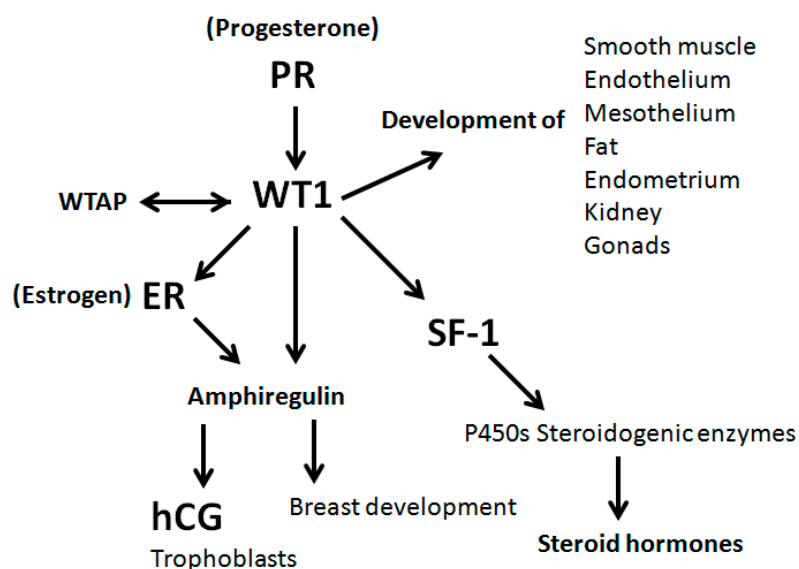 (Progesterone)
PR
Development of
Smooth muscle
Endothelium
Mesothelium
Fat
Endometrium
Kidney
Gonads
WTAP
WT1
(Estrogen) ER
SF-1
Amphiregulin
P450s Steroidogenic enzymes
hCG
Trophoblasts
Breast development
Steroid hormones